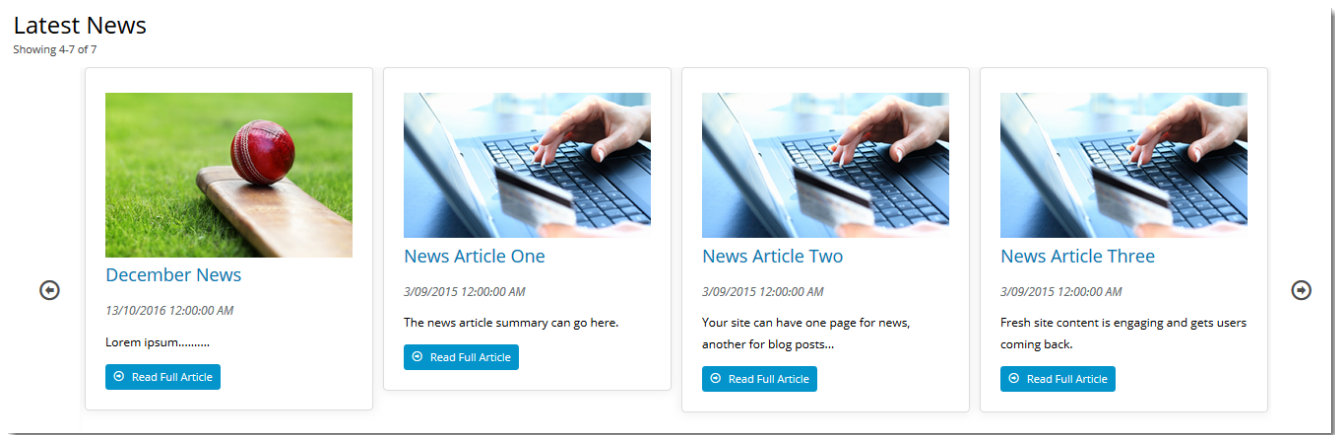 Latest News
Showing 4-7 of 7
December News
13/10/2016 12:00:00 AM
Lorem ipsum..........
Read Full Article
News Article One
3/09/2015 12:00:00 AM
The news article summary can go here.
Read Full Article
News Article Two
3/09/2015 12:00:00 AM
Your site can have one page for news,
another for blog posts...
Read Full Article
News Article Three
3/09/2015 12:00:00 AM
Fresh site content is engaging and gets users
coming back.
Read Full Article